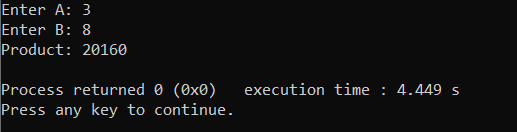 Enter A: 3
Enter B: 8
Product: 20160
Process returned 0 (0x0)   execution time : 4.449 s
Press any key to continue.